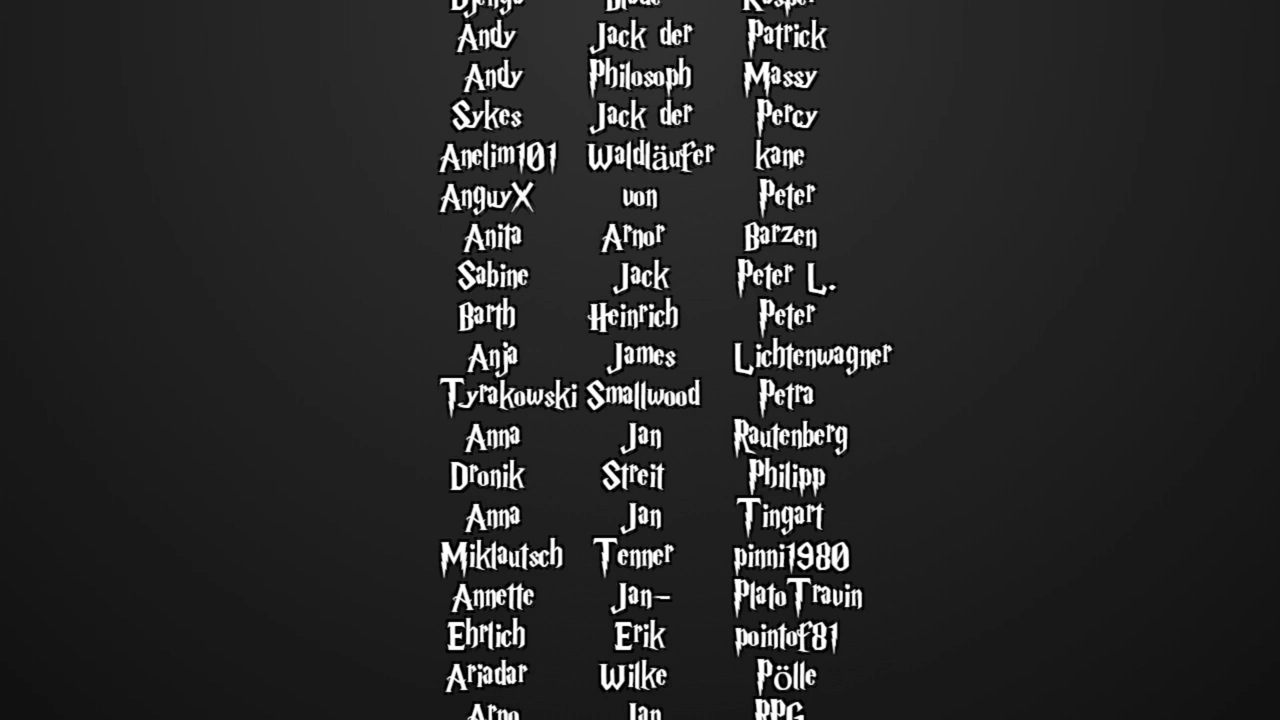 Andy Jack der Patrick
Andy Philosoph Massy
Sykes Jack der Percy
Anelim101 Waldläufer kane
AnguyX von Peter
Anita Arnor Barzen
Sabine Jack Peter L.
Barth Heinrich Peter
Anja James Lichtenwagner
Tyrakowski Smallwood Petra
Anna Jan Rautenberg
Dronik Streit Philipp
Anna Jan Tingart
Miklautsch Tenner pinni1980
Annette Jan- PlatoTravin
Ehrlich Erik pointof81
Ariadar Wilke Pölle
Arno Jan RPG